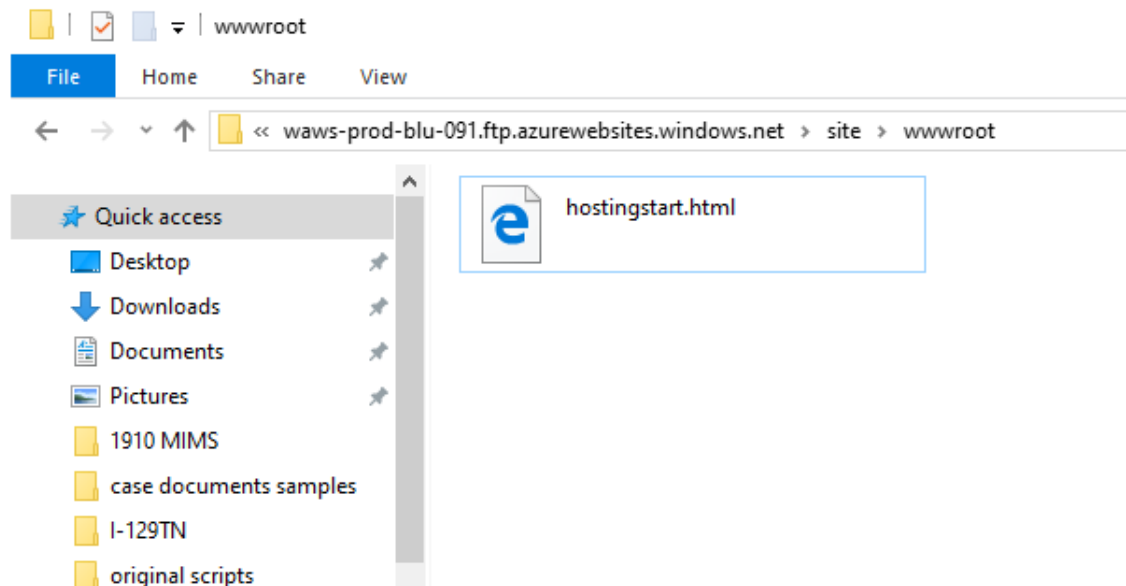 wwwroot
File Home Share View
« waws-prod-blu-091.ftp.azurewebsites.windows.net > site > wwwroot
Quick access
Desktop
Downloads
Documents
Pictures
1910 MIMS
case documents samples
I-129TN
original scripts
hostingstart.html